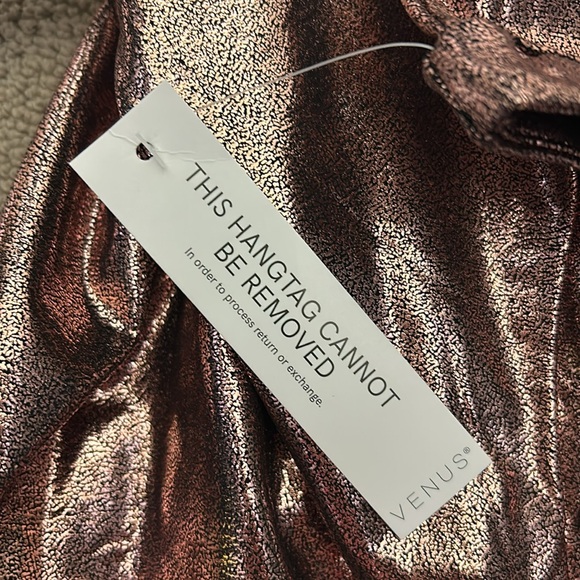 THIS HANGTAG CANNOT
BE REMOVED
In order to process return or exchange.
VENUS®